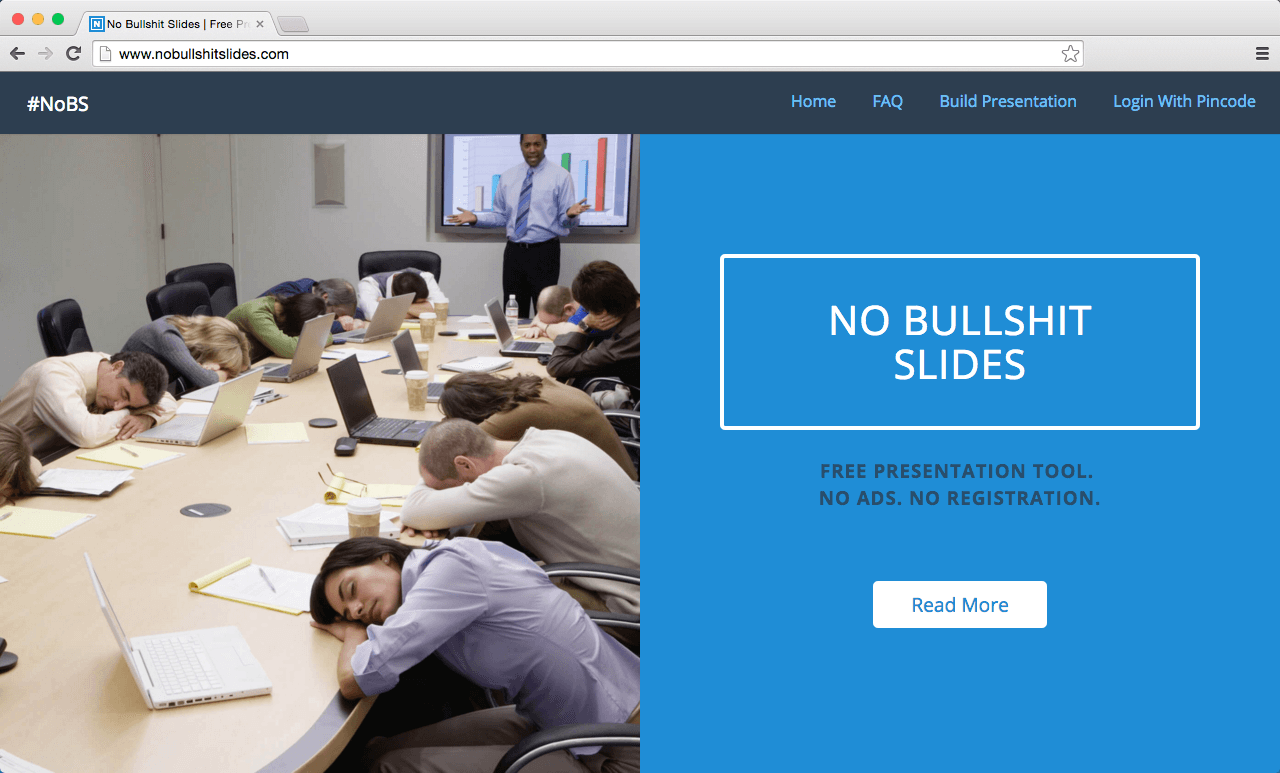 No Bullshit Slides | Free Pr
www.nobullshitslides.com
#NoBS
Home
FAQ
Build Presentation
Login With Pincode
NO BULLSHIT
SLIDES
FREE PRESENTATION TOOL.
NO ADS. NO REGISTRATION.
Read More